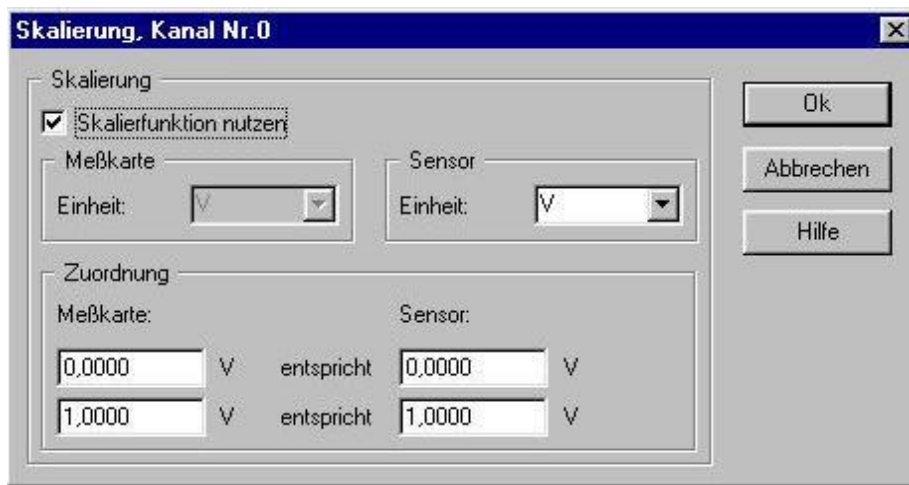 Skalierung, Kanal Nr.0
Skalierung
Skalierfunktion nutzen
Meßkarte
Einheit: V
Sensor
Einheit: V
Zuordnung
Meßkarte: Sensor:
0,0000 V entspricht 0,0000 V
1,0000 V entspricht 1,0000 V
Ok
Abbrechen
Hilfe